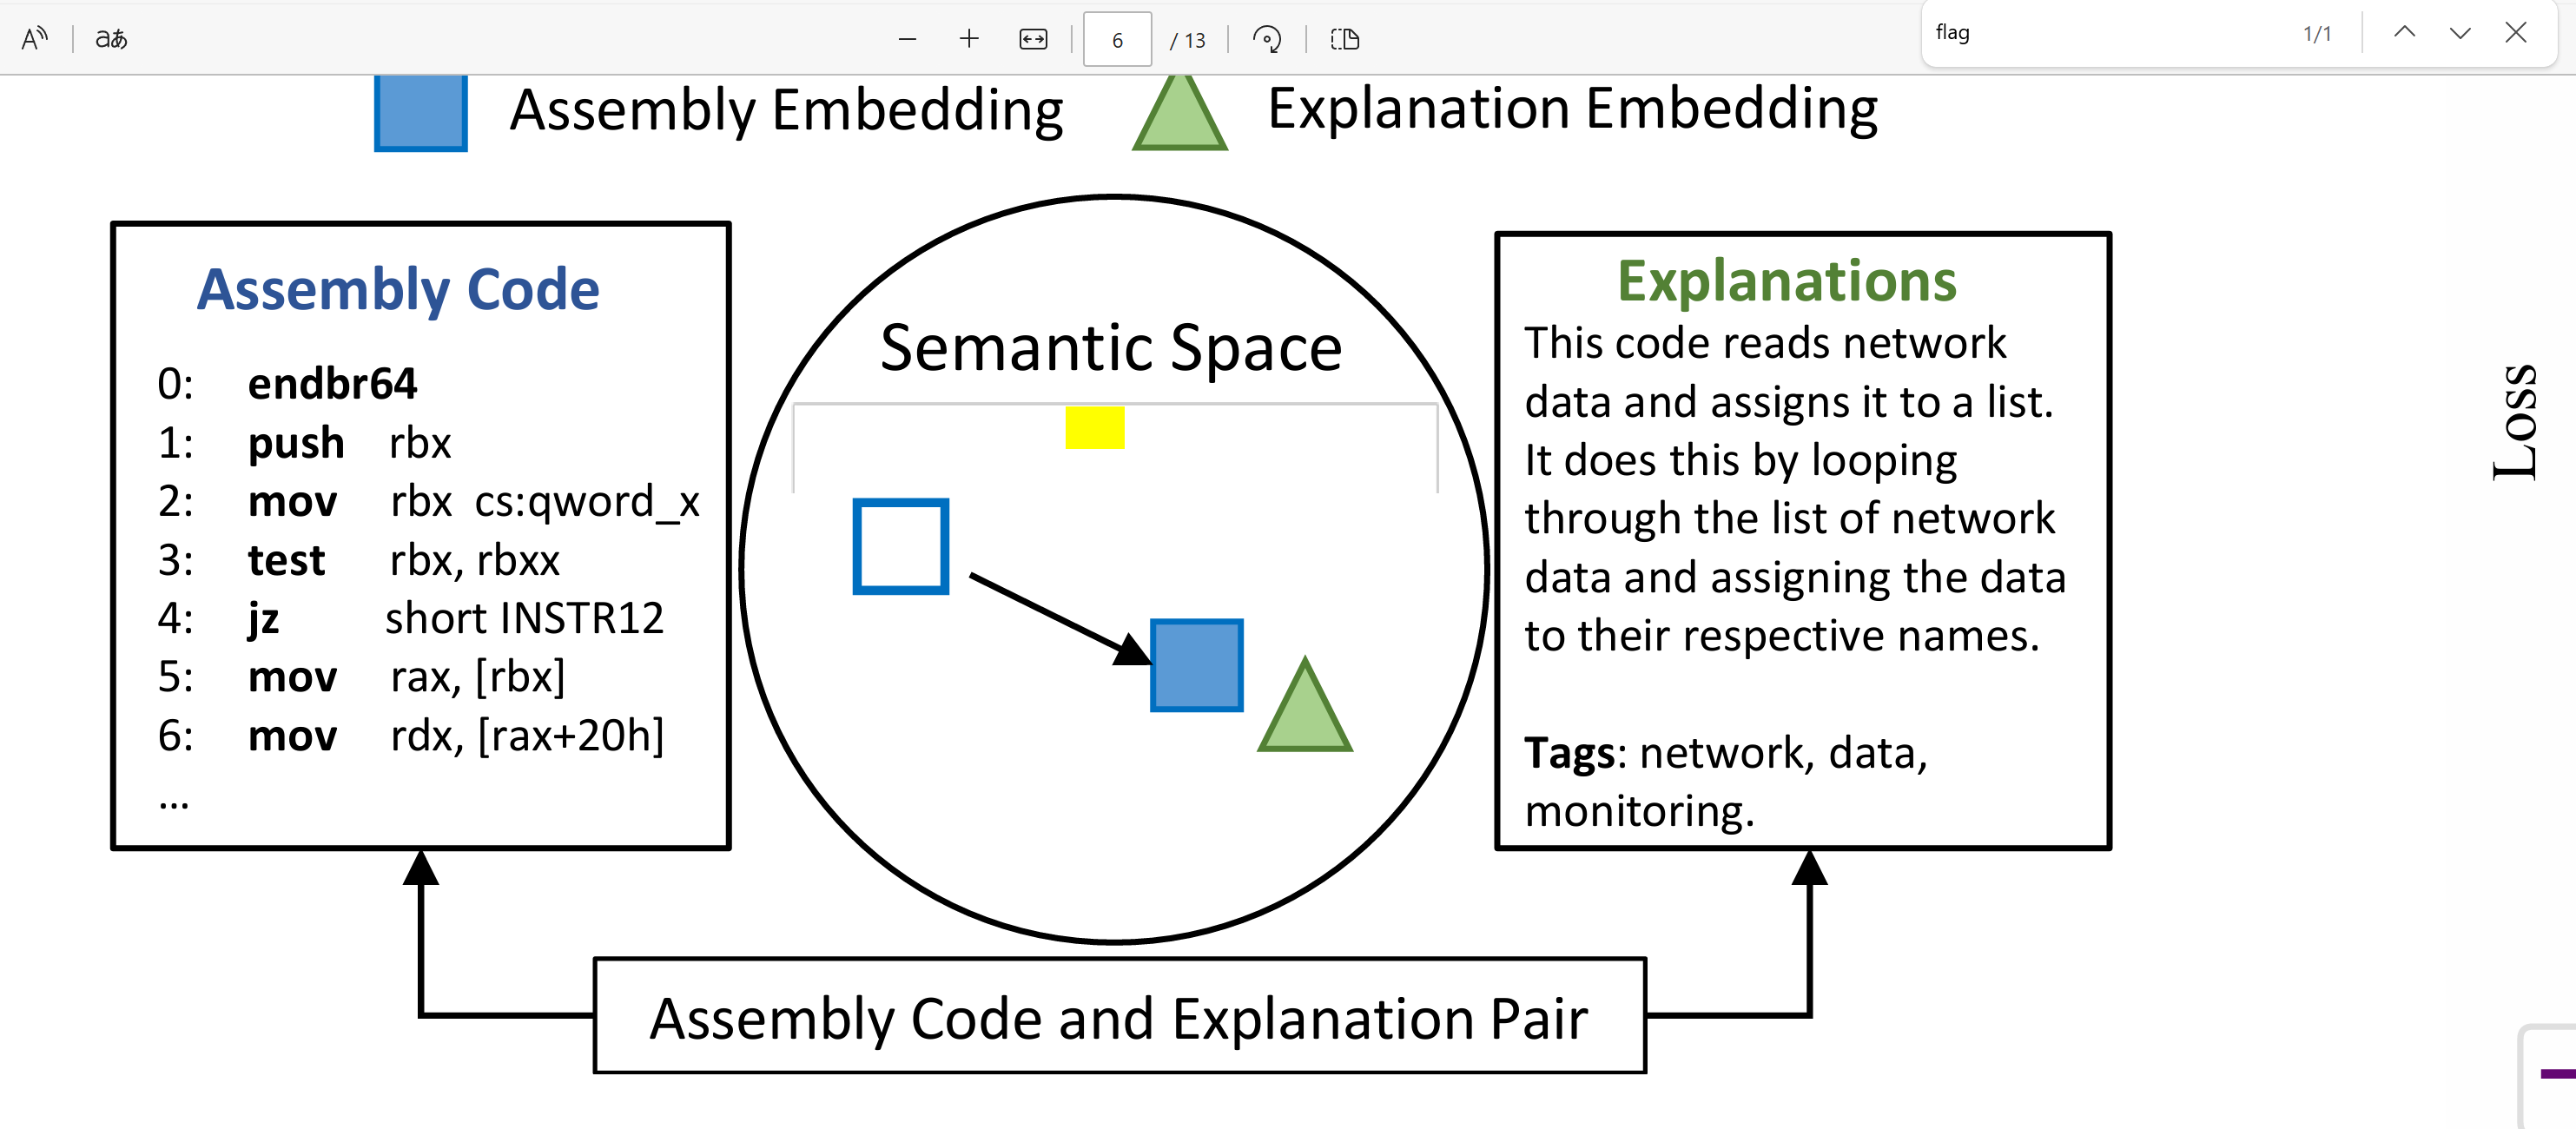 Aあ
aあ
6
/ 13
flag
1/1
Assembly Embedding
Explanation Embedding
Assembly Code
0: endbr64
1: push rbx
2: mov rbx cs:qword_x
3: test rbx, rbxx
4: jz short INSTR12
5: mov rax, [rbx]
6: mov rdx, [rax+20h]
...
Semantic Space
Explanations
This code reads network
data and assigns it to a list.
It does this by looping
through the list of network
data and assigning the data
to their respective names.
Tags: network, data,
monitoring.
Loss
Assembly Code and Explanation Pair